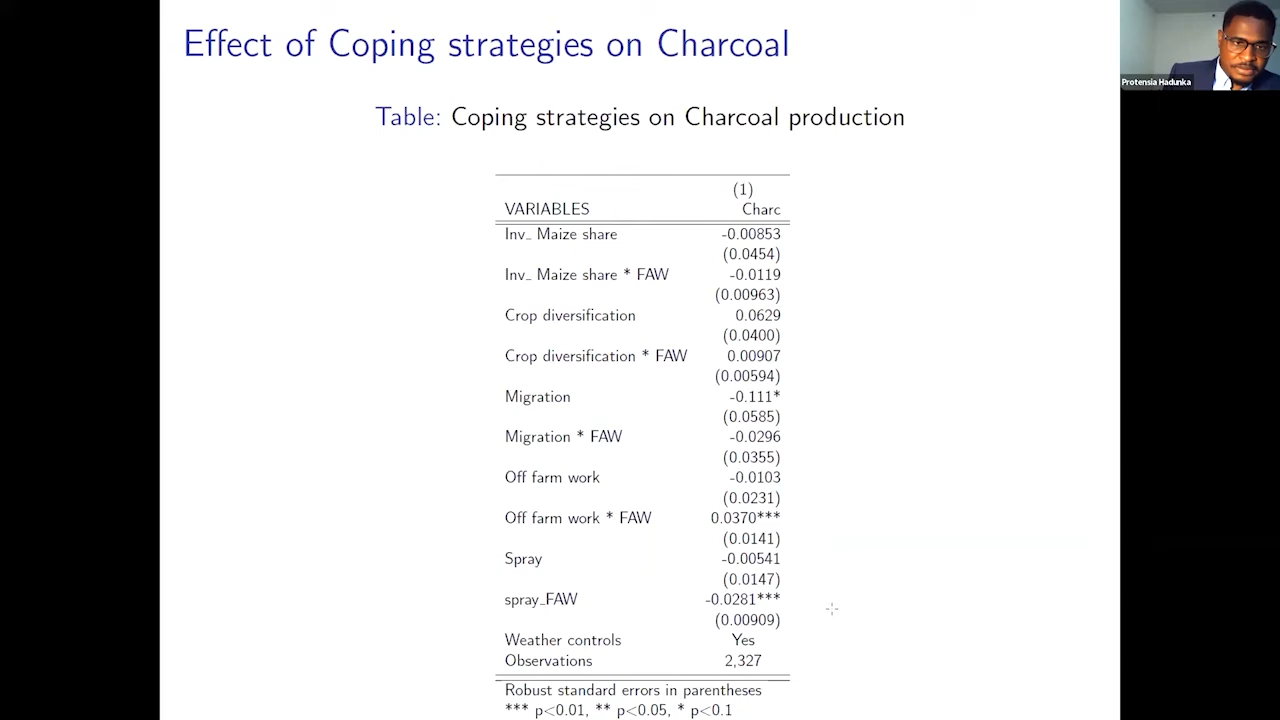 Effect of Coping strategies on Charcoal
Protensia Hadunka
Table: Coping strategies on Charcoal production
(1)
VARIABLES Charc
Inv_ Maize share -0.00853
(0.0454)
Inv_ Maize share * FAW -0.0119
(0.00963)
Crop diversification 0.0629
(0.0400)
Crop diversification * FAW 0.00907
(0.00594)
Migration -0.111*
(0.0585)
Migration * FAW -0.0296
(0.0355)
Off farm work -0.0103
(0.0231)
Off farm work * FAW 0.0370***
(0.0141)
Spray -0.00541
(0.0147)
spray_FAW -0.0281***
(0.00909)
Weather controls Yes
Observations 2,327
Robust standard errors in parentheses
*** p<0.01, ** p<0.05, * p<0.1